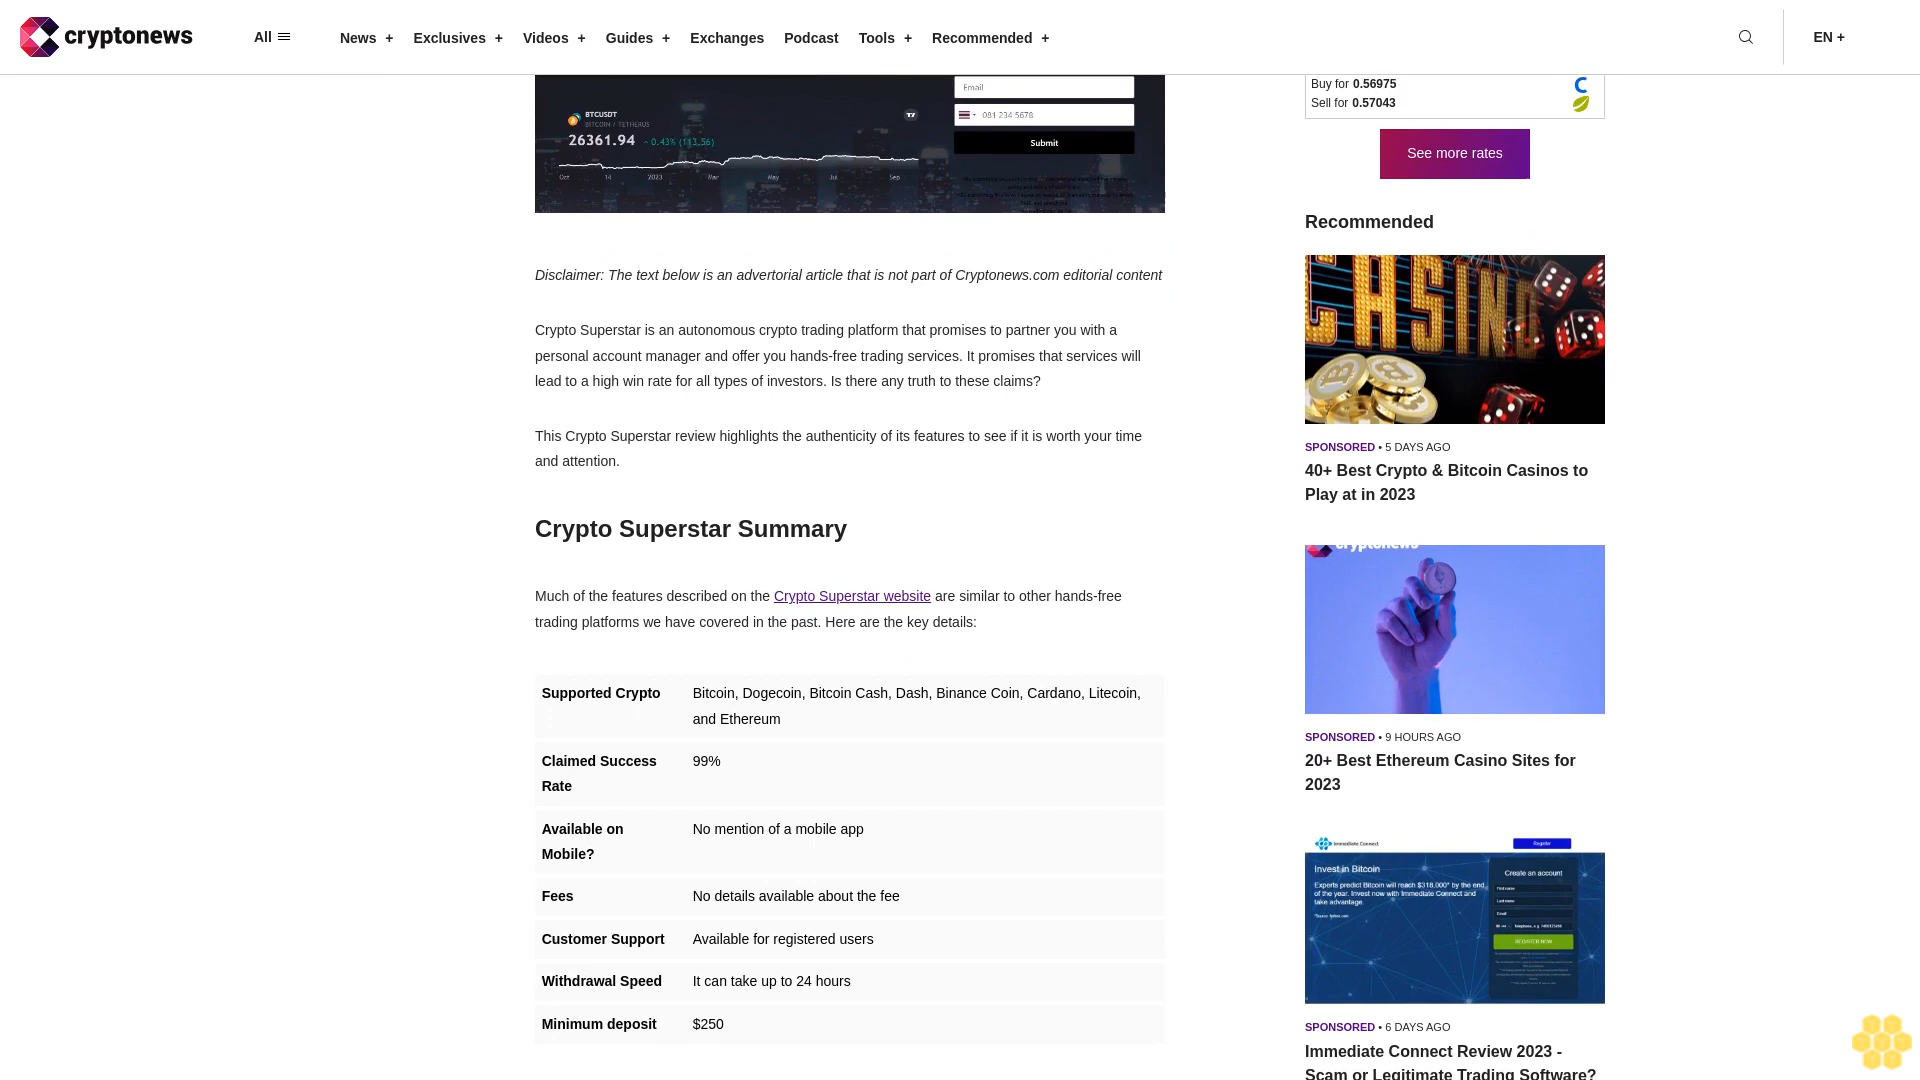 cryptonews
All
News +
Exclusives +
Videos +
Guides +
Exchanges
Podcast
Tools +
Recommended +
EN +
Email
081 234 5678
Submit
BTCUSDT
BITCOIN / TETHERUS
26361.94
0.43% (113.56)
Oct 14 2023 Mar May Jul Sep
Disclaimer: The text below is an advertorial article that is not part of Cryptonews.com editorial content
Crypto Superstar is an autonomous crypto trading platform that promises to partner you with a
personal account manager and offer you hands-free trading services. It promises that services will
lead to a high win rate for all types of investors. Is there any truth to these claims?
This Crypto Superstar review highlights the authenticity of its features to see if it is worth your time
and attention.
Crypto Superstar Summary
Much of the features described on the Crypto Superstar website are similar to other hands-free
trading platforms we have covered in the past. Here are the key details:
Supported Crypto
Bitcoin, Dogecoin, Bitcoin Cash, Dash, Binance Coin, Cardano, Litecoin,
and Ethereum
Claimed Success
Rate
99%
Available on
Mobile?
No mention of a mobile app
Fees
No details available about the fee
Customer Support
Available for registered users
Withdrawal Speed
It can take up to 24 hours
Minimum deposit
$250
Buy for 0.56975
Sell for 0.57043
See more rates
Recommended
CASINO
SPONSORED • 5 DAYS AGO
40+ Best Crypto & Bitcoin Casinos to
Play at in 2023
cryptonews
SPONSORED • 9 HOURS AGO
20+ Best Ethereum Casino Sites for
2023
Immediate Connect
Register
Invest in Bitcoin
Experts predict Bitcoin will reach $318,000* by the end
of the year. Invest now with Immediate Connect and
take advantage.
Create an account
First name
Last name
Email
REGISTER NOW
SPONSORED • 6 DAYS AGO
Immediate Connect Review 2023 -
Scam or Legitimate Trading Software?